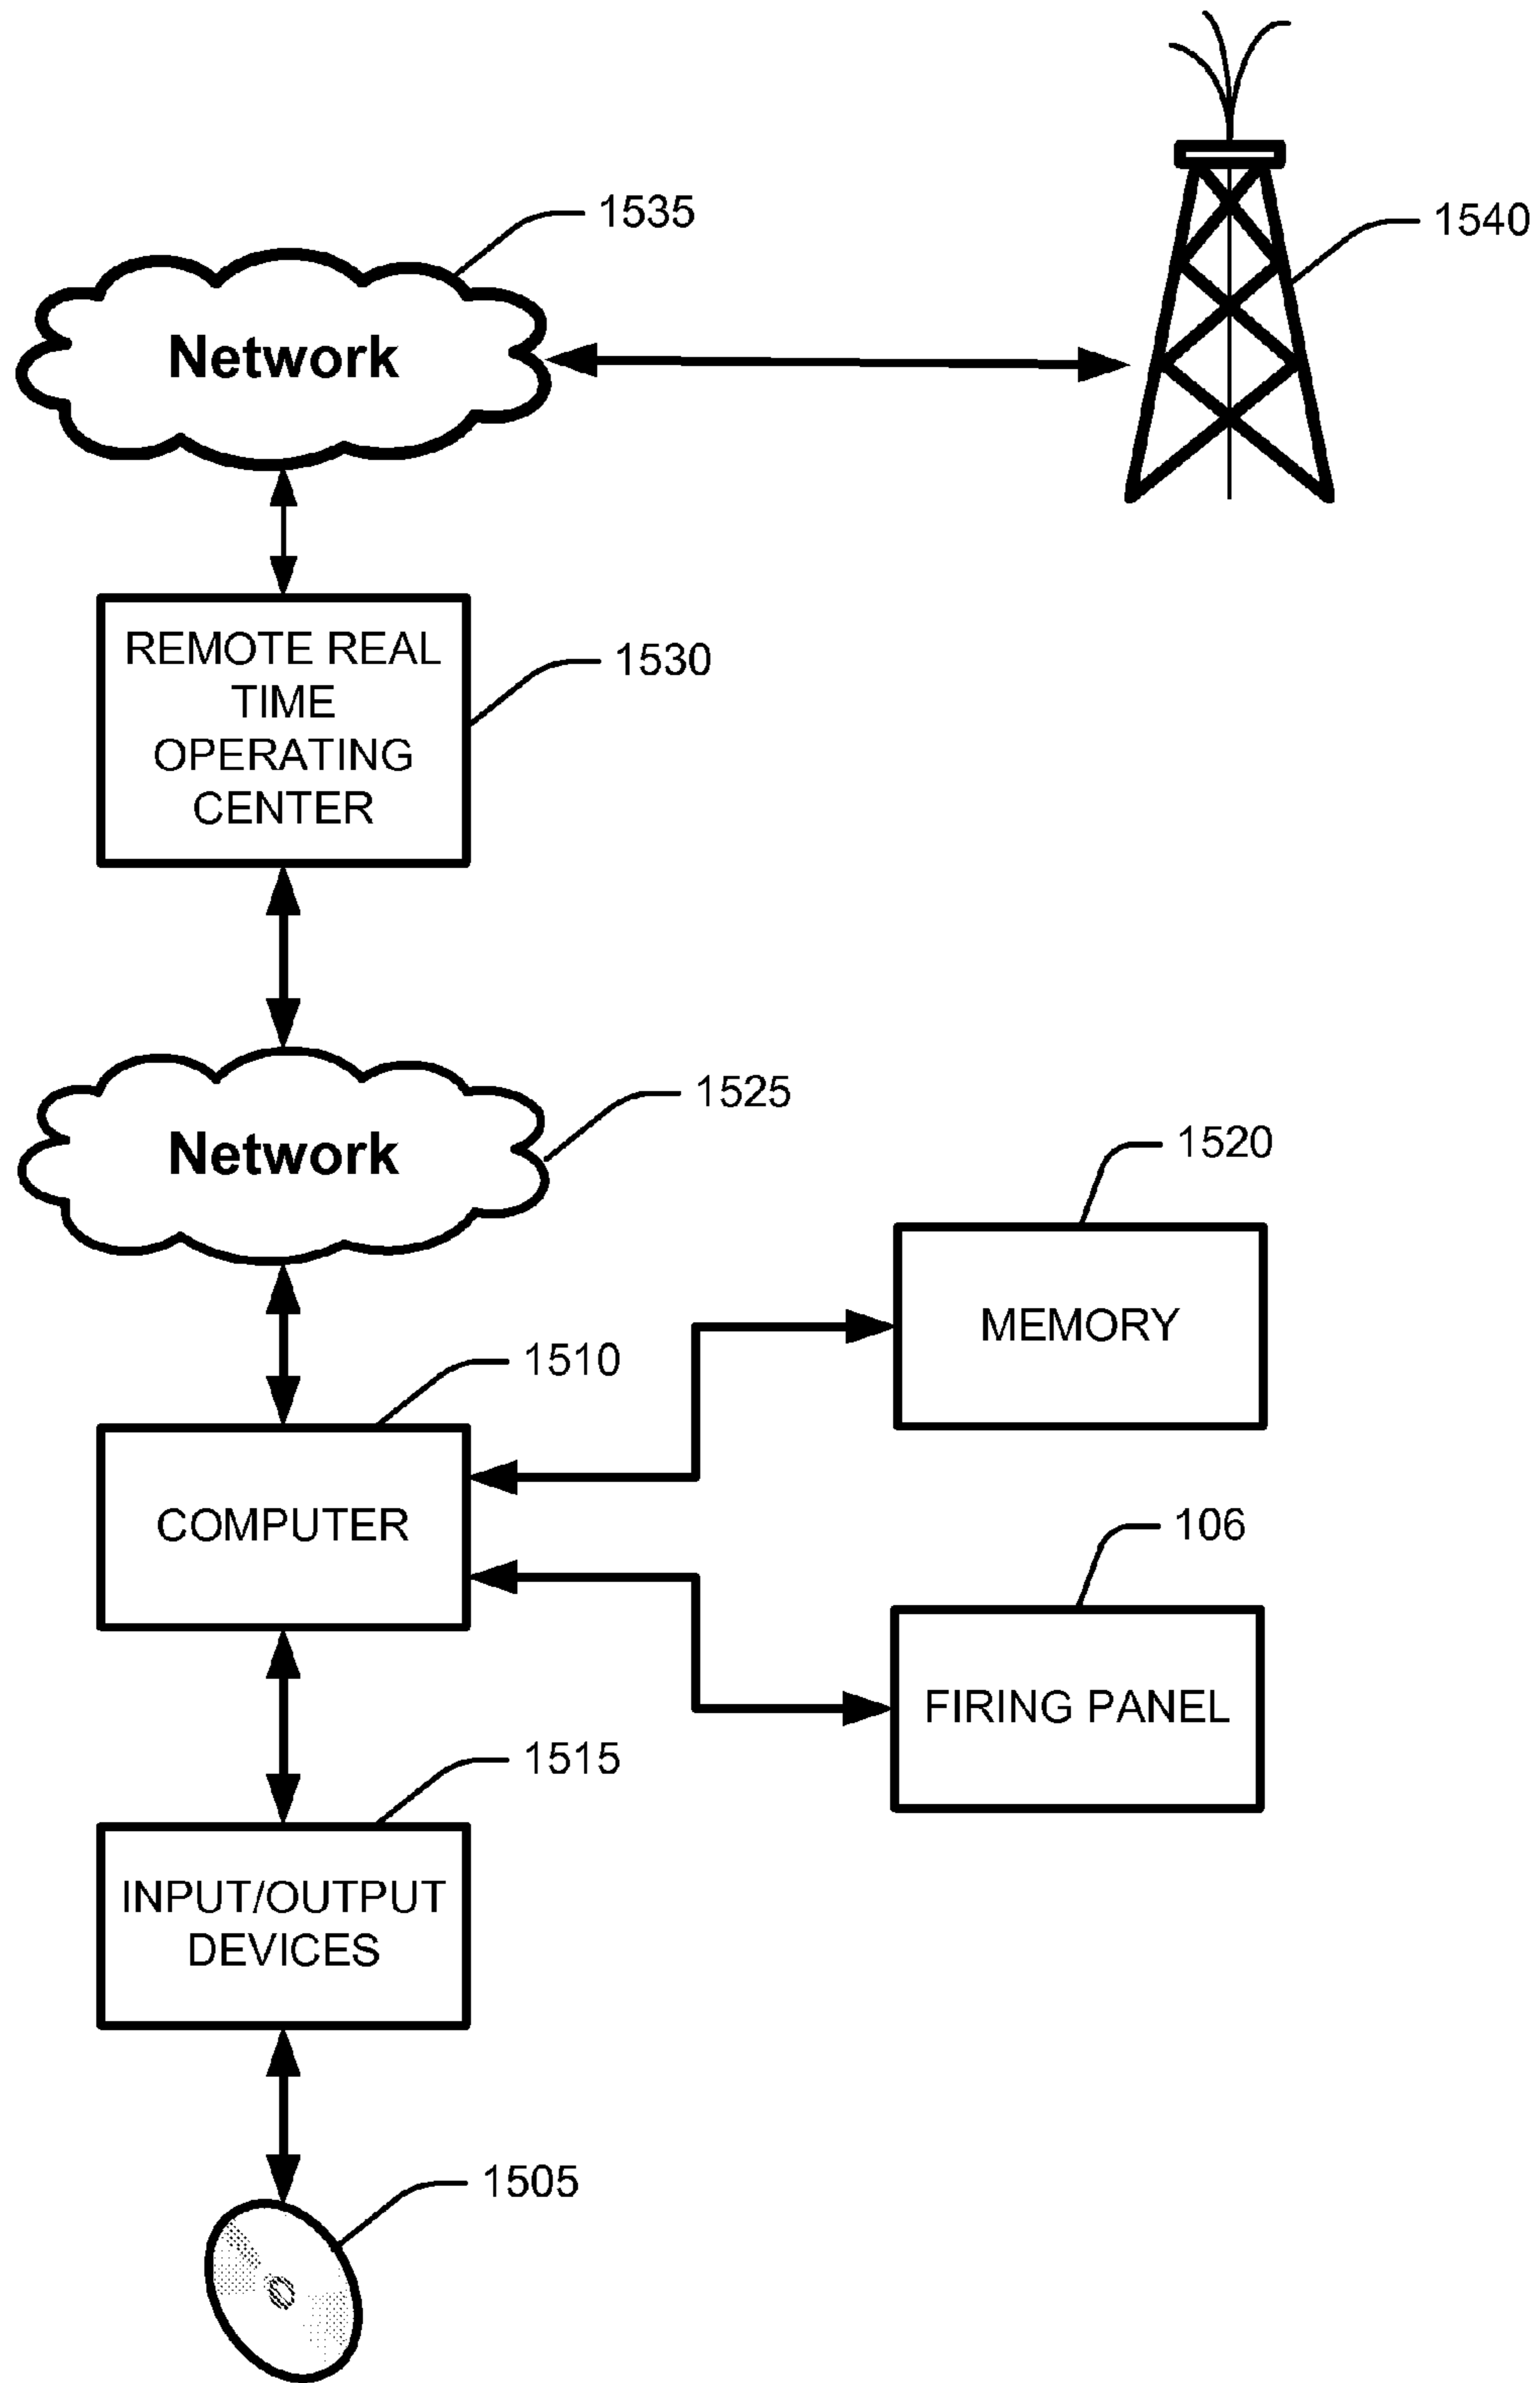 1535
1540
Network
REMOTE REAL
TIME
OPERATING
CENTER
1530
1525
Network
1520
MEMORY
1510
COMPUTER
106
FIRING PANEL
1515
INPUT/OUTPUT
DEVICES
1505